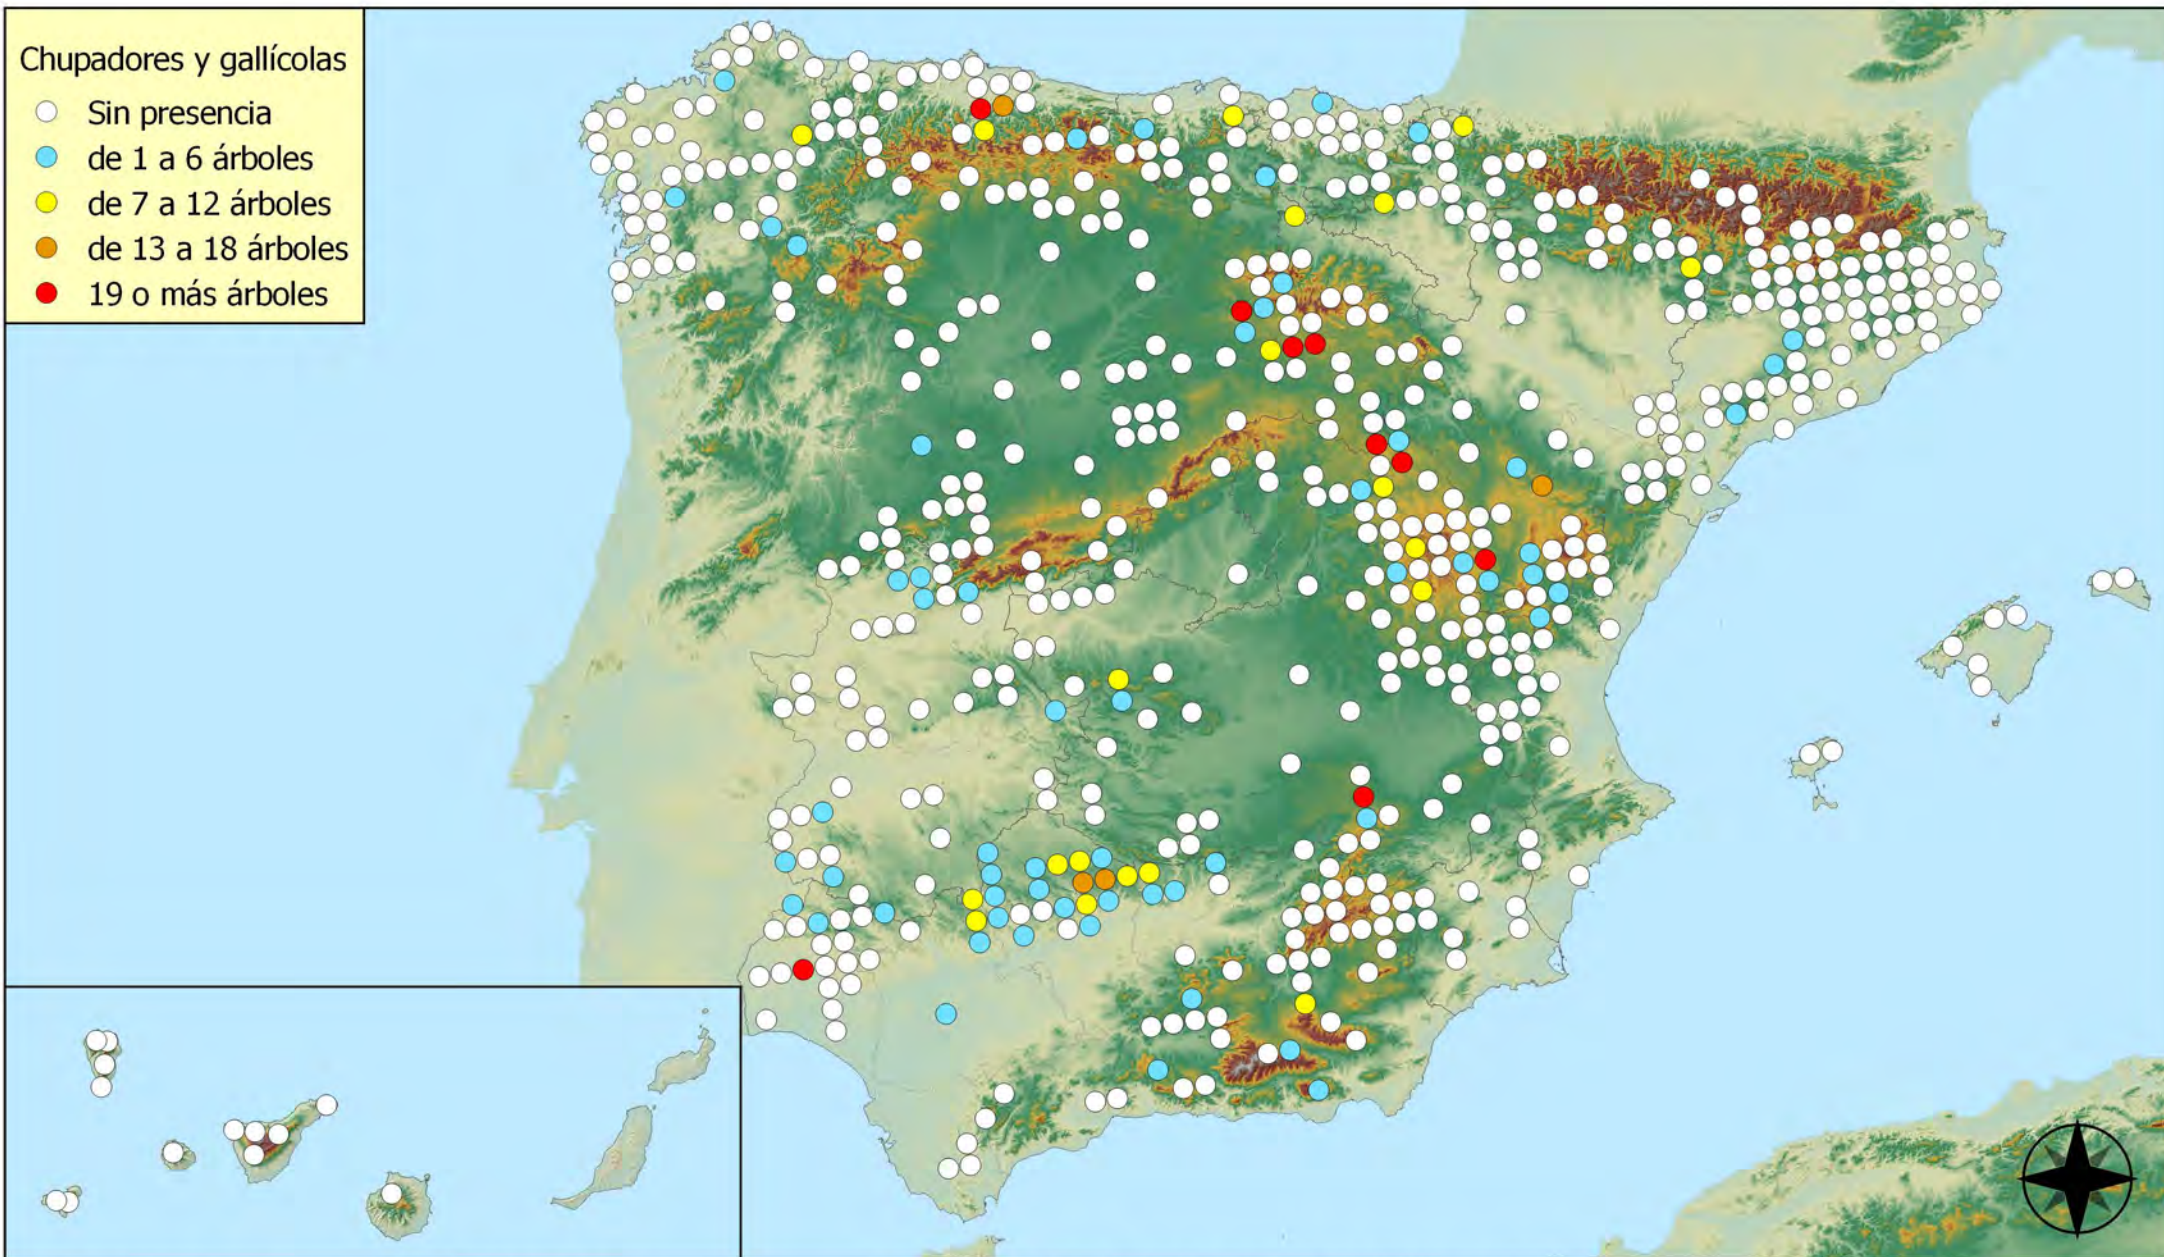 Chupadores y gallícolas
Sin presencia
de 1 a 6 árboles
de 7 a 12 árboles
de 13 a 18 árboles
19 o más árboles